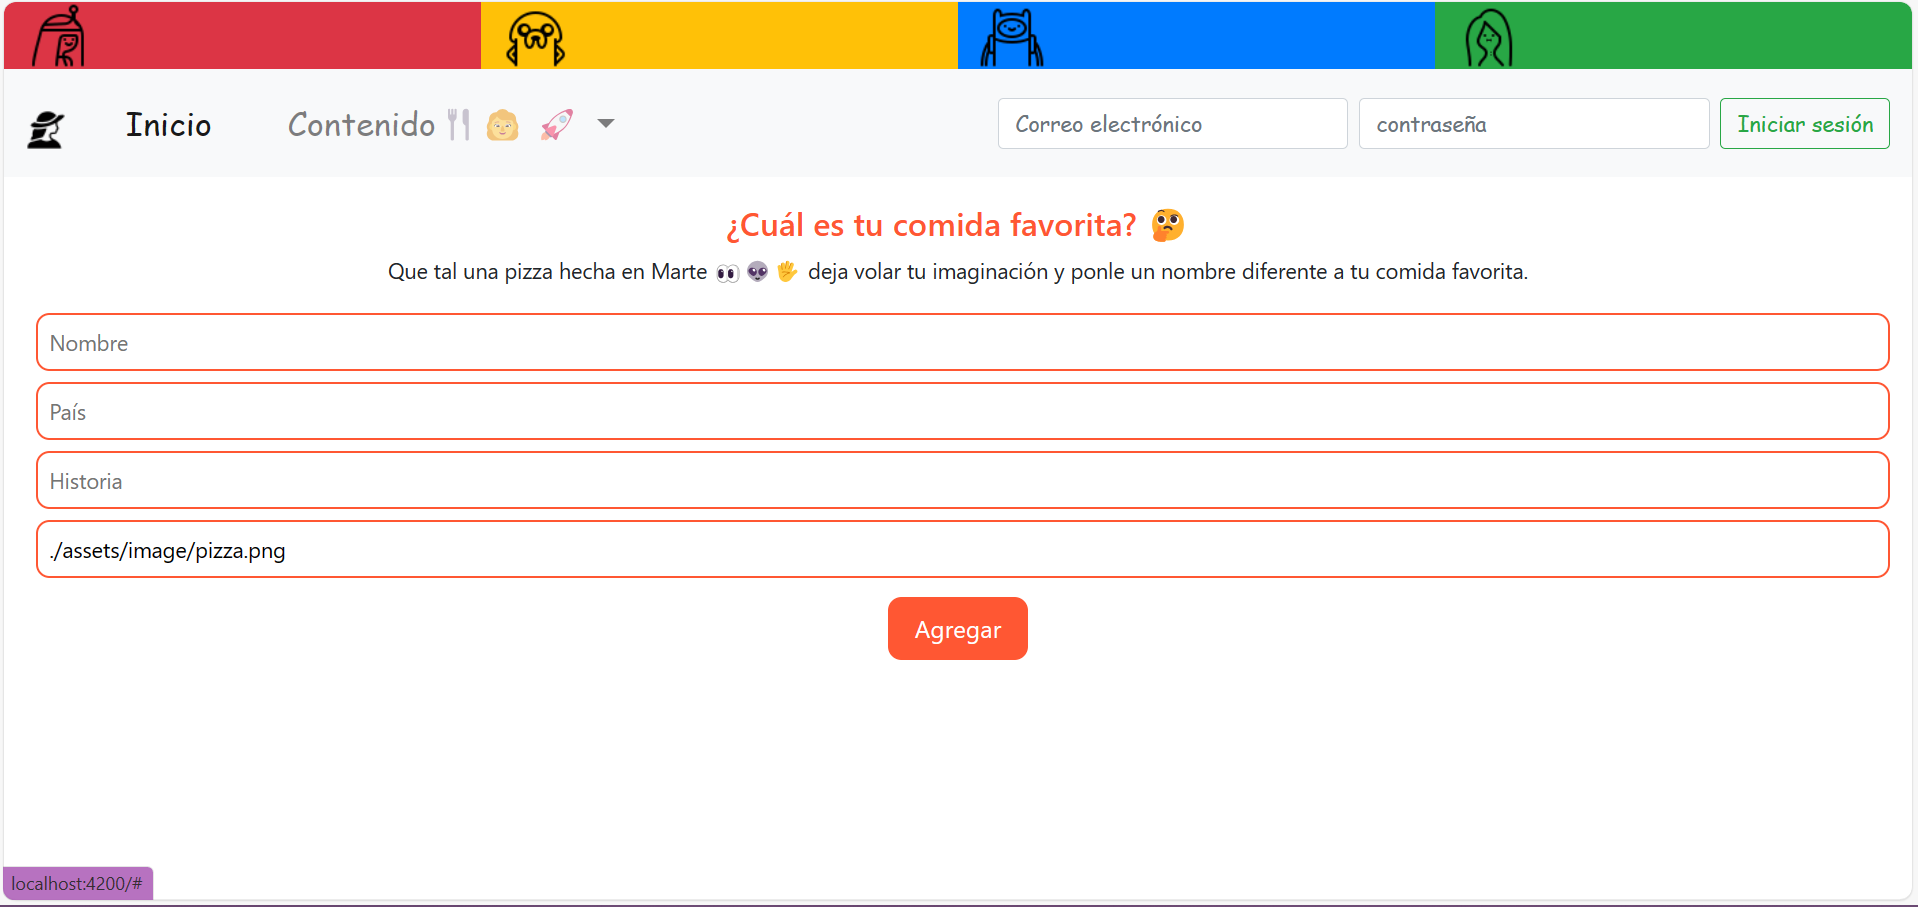 Inicio Contenido🍴👩🏼🚀 Correo electrónico contraseña Iniciar sesión
¿Cuál es tu comida favorita? 🤔
Que tal una pizza hecha en Marte 👀👽🖖 deja volar tu imaginación y ponle un nombre diferente a tu comida favorita.
Nombre
País
Historia
./assets/image/pizza.png
Agregar
localhost:4200/#